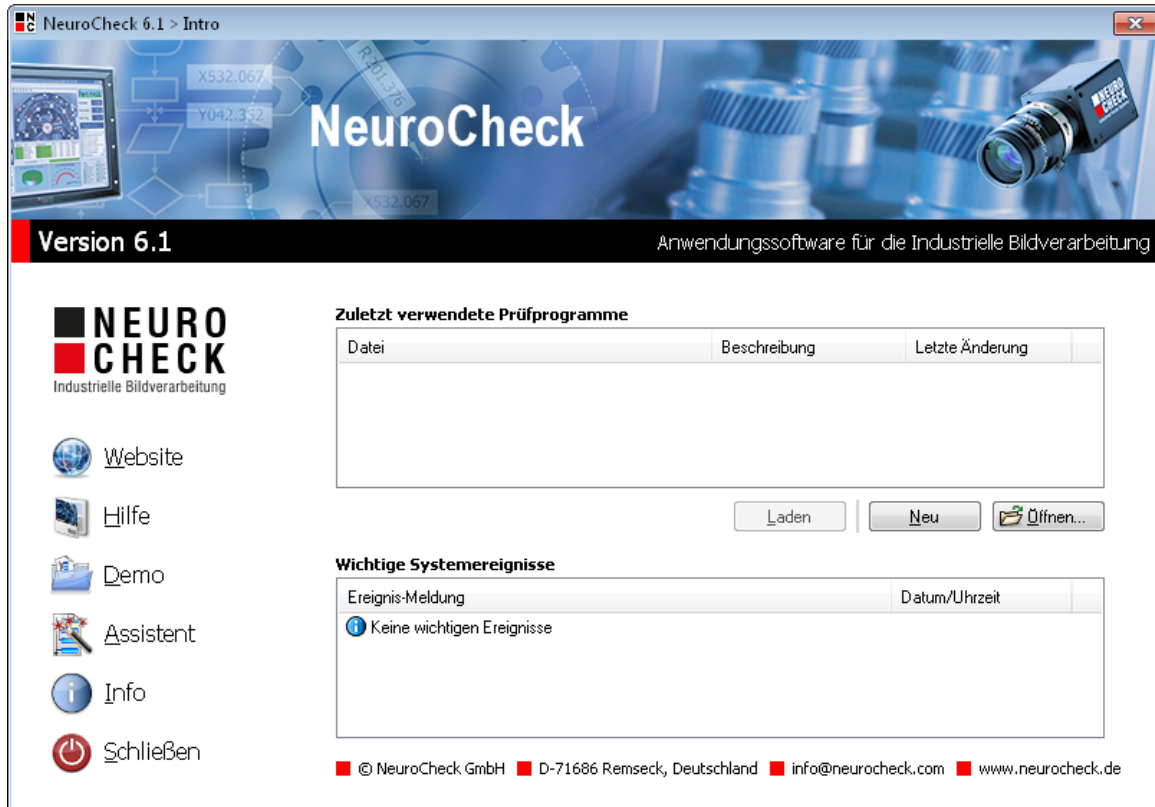 NeuroCheck 6.1 > Intro
X532.067
R201.376
Y042.352
NeuroCheck
NEURO
CHECK
X532.067
Version 6.1
Anwendungssoftware für die Industrielle Bildverarbeitung
NEURO
CHECK
Industrielle Bildverarbeitung
Website
Hilfe
Demo
Assistent
Info
Schließen
Zuletzt verwendete Prüfprogramme
Datei Beschreibung Letzte Änderung
Laden Neu Öffnen...
Wichtige Systemereignisse
Ereignis-Meldung Datum/Uhrzeit
Keine wichtigen Ereignisse
© NeuroCheck GmbH D-71686 Remseck, Deutschland info@neurocheck.com www.neurocheck.de